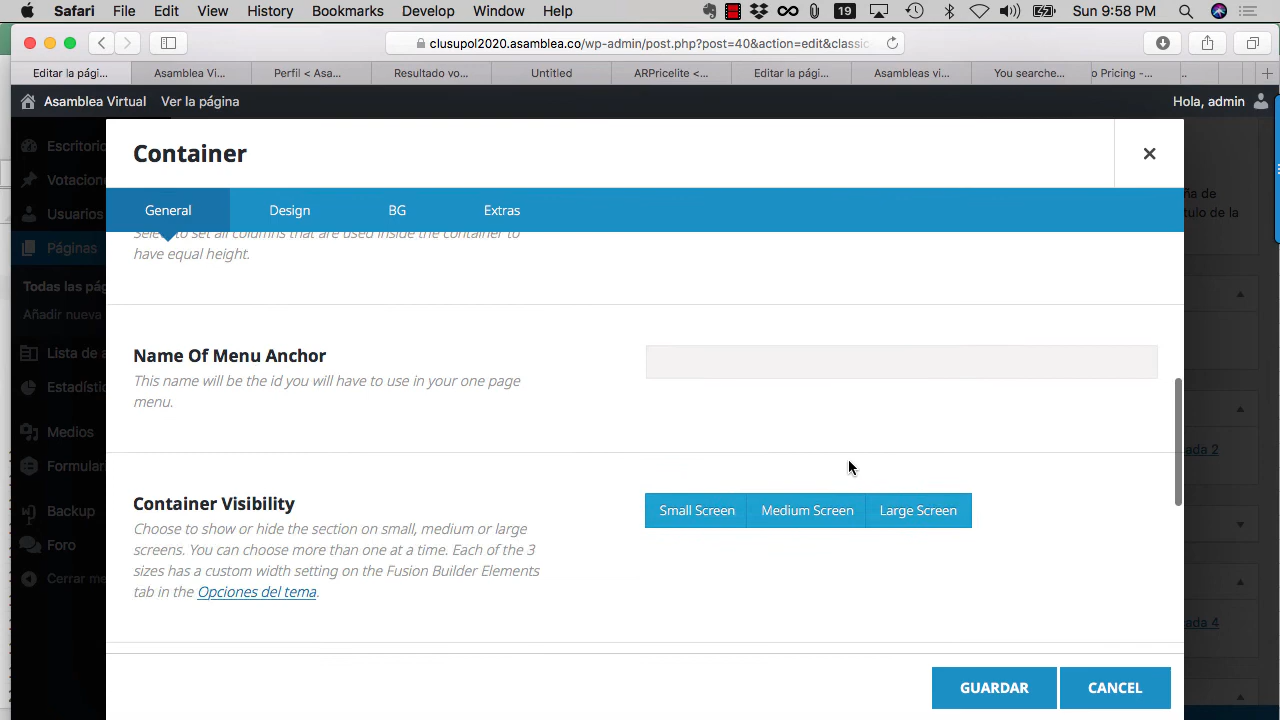 Safari File Edit View History Bookmarks Develop Window Help 19 Sun 9:58 PM
clusupol2020.asamblea.co/wp-admin/post.php?post=40&action=edit&classic
Editar la pági... Asamblea Vi... Perfil < Asa... Resultado vo... Untitled ARPricelite <... Editar la pági... Asambleas vi... You searche... o Pricing -...
Asamblea Virtual Ver la página Hola, admin
Container
General Design BG Extras
Select to set all columns that are used inside the container to
have equal height.
Name Of Menu Anchor
This name will be the id you will have to use in your one page
menu.
Container Visibility
Small Screen Medium Screen Large Screen
Choose to show or hide the section on small, medium or large
screens. You can choose more than one at a time. Each of the 3
sizes has a custom width setting on the Fusion Builder Elements
tab in the Opciones del tema.
GUARDAR CANCEL
Escritorio
Votacion
Usuarios
Páginas
Todas las pág
Añadir nueva
Lista de a
Estadíst
Medios
Formular
Backup
Foro
Cerrar me
ña de
tulo de la
ada 2
ada 4